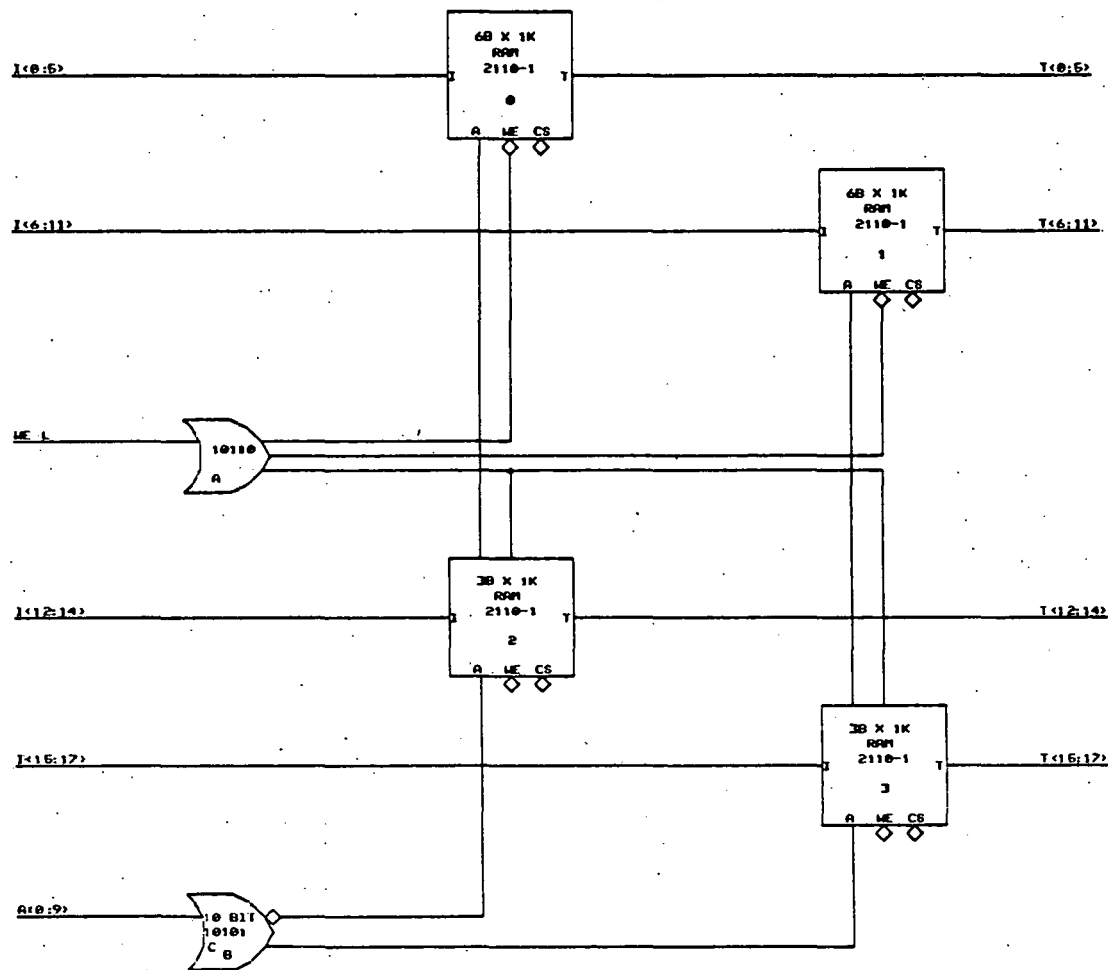 6B X 1K
RAM
2110-1
0
I T
A WE CS
I<0:5>
T<0:5>
6B X 1K
RAM
2110-1
1
I T
A WE CS
I<6:11>
T<6:11>
WE L
10110
A
3B X 1K
RAM
2110-1
2
I T
A WE CS
I<12:14>
T<12:14>
3B X 1K
RAM
2110-1
3
I T
A WE CS
I<15:17>
T<15:17>
A<0:9>
10 BIT
10101
C B